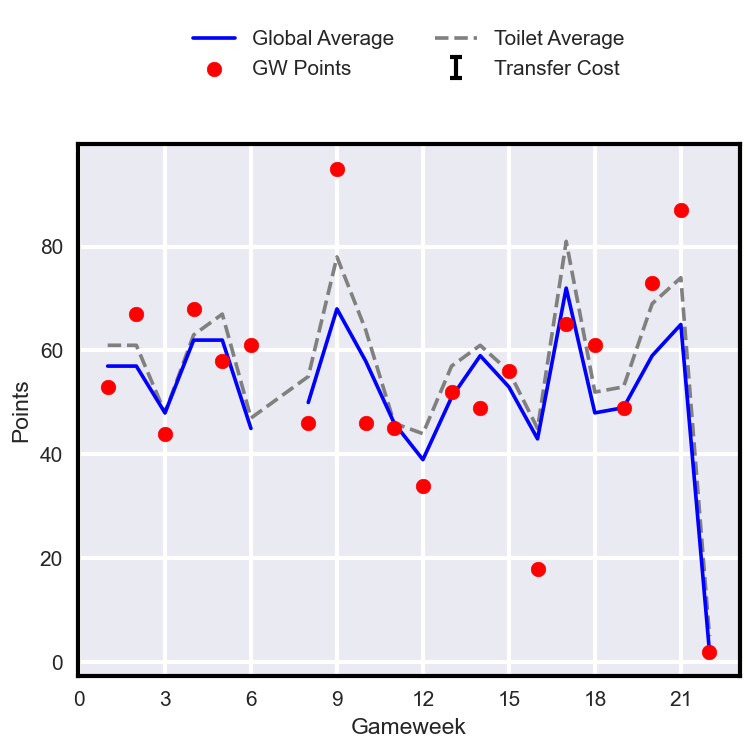 Global Average
Toilet Average
GW Points
Transfer Cost
80
60
40
20
0
Points
0 3 6 9 12 15 18 21
Gameweek